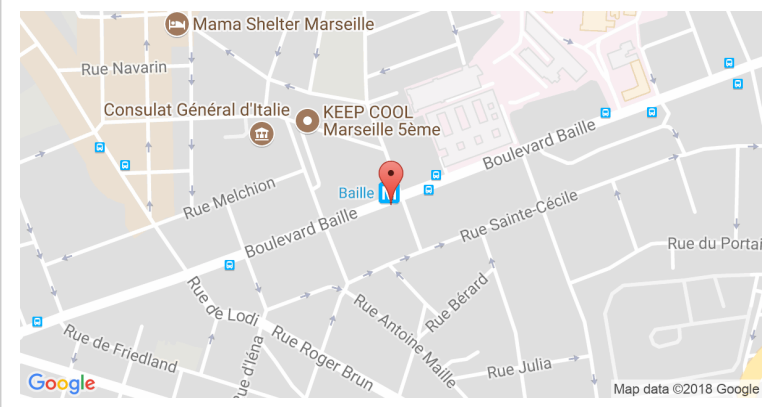 Mama Shelter Marseille
Rue Navarin
Consulat Général d'Italie
KEEP COOL
Marseille 5ème
Boulevard Baille
Rue Melchion
Baille
Boulevard Baille
Rue Sainte-Cécile
Rue du Portai
Rue de Lodi
Rue Bérard
Rue Antoine Maille
Rue de Friedland
Rue d'Iéna
Rue Roger Brun
Rue Julia
Google
Map data ©2018 Google